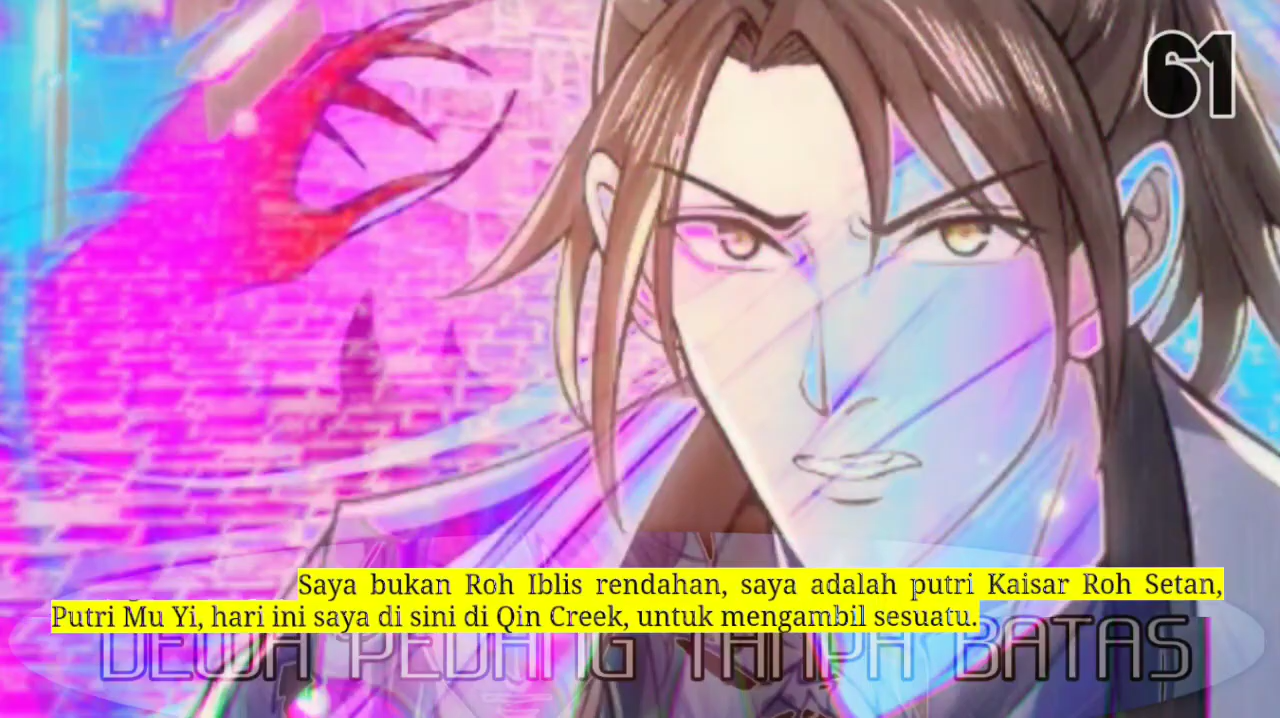 61
Saya bukan Roh Iblis rendahan, saya adalah putri Kaisar Roh Setan,
Putri Mu Yi, hari ini saya di sini di Qin Creek, untuk mengambil sesuatu.
DEWA PEDANG TANPA BATAS